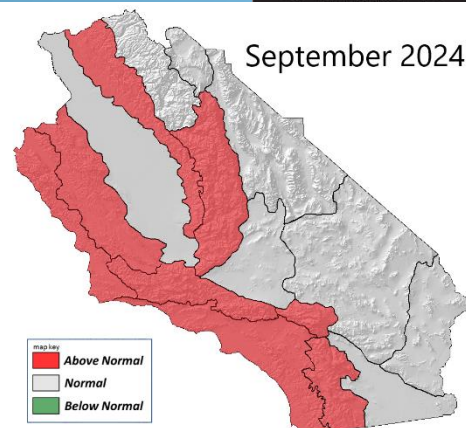 September 2024
map key
Above Normal
Normal
Below Normal